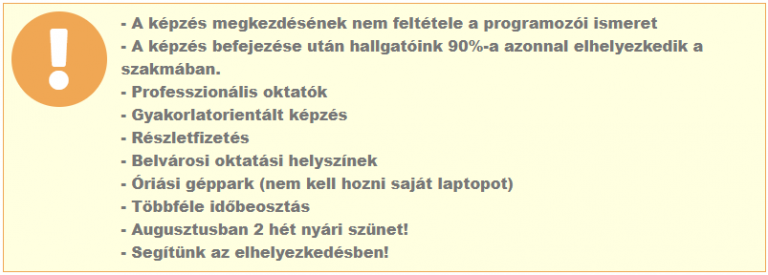 - A képzés megkezdésének nem feltétele a programozói ismeret
- A képzés befejezése után hallgatóink 90%-a azonnal elhelyezkedik a
szakmában.
- Professzionális oktatók
- Gyakorlatorientált képzés
- Részletfizetés
- Belvárosi oktatási helyszínek
- Óriási géppark (nem kell hozni saját laptopot)
- Többféle időbeosztás
- Augusztusban 2 hét nyári szünet!
- Segítünk az elhelyezkedésben!